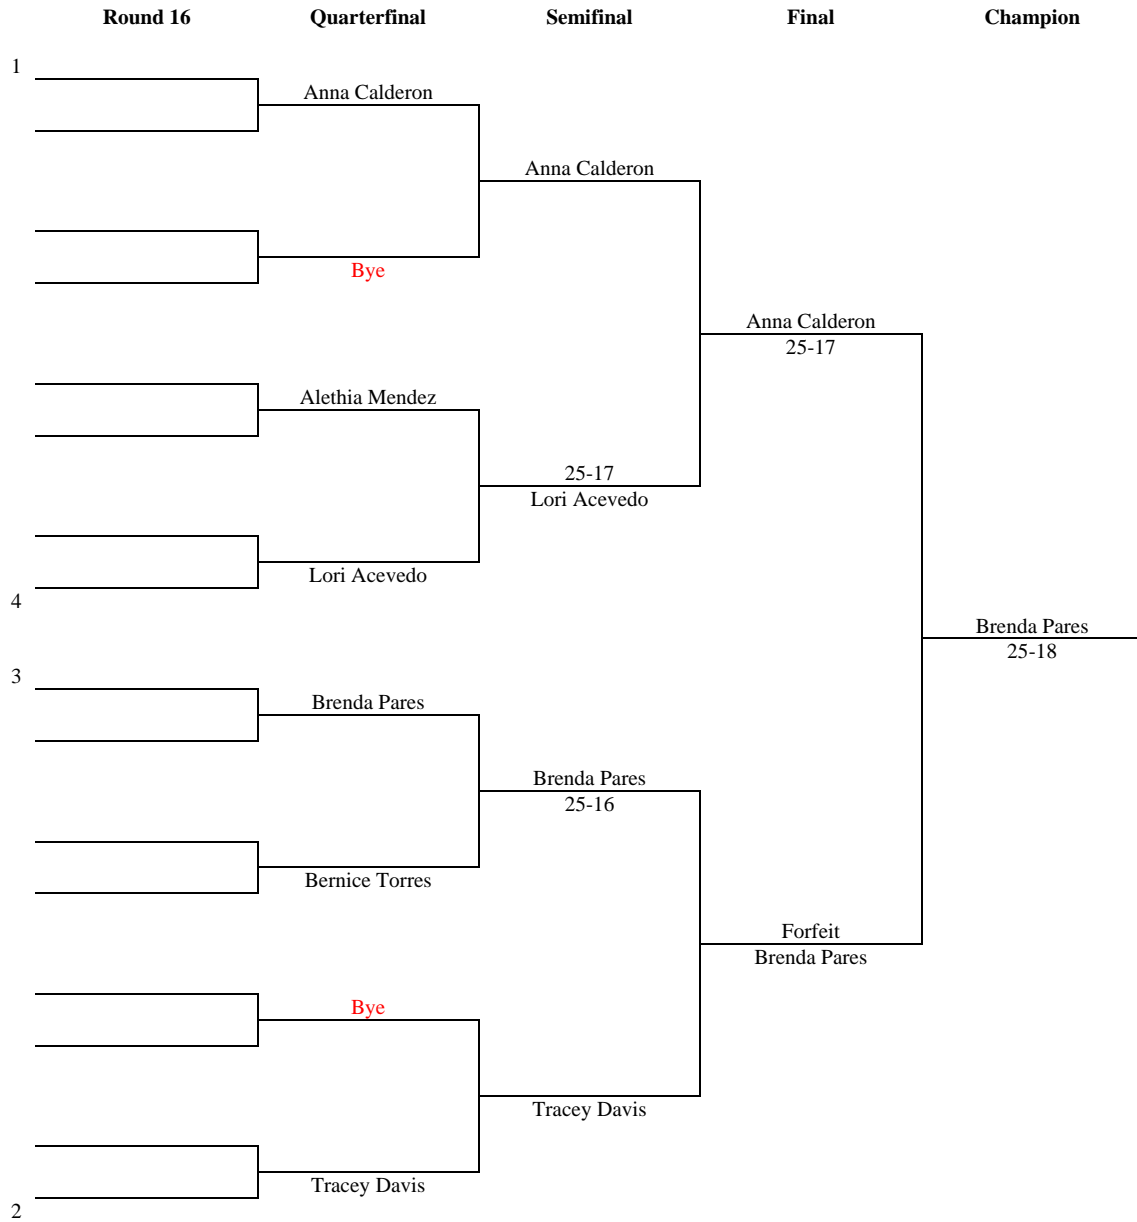 Round 16 Quarterfinal Semifinal Final Champion
1
Anna Calderon
Anna Calderon
Bye
Anna Calderon
25-17
Alethia Mendez
25-17
Lori Acevedo
Lori Acevedo
4
Brenda Pares
25-18
3
Brenda Pares
Brenda Pares
25-16
Bernice Torres
Forfeit
Brenda Pares
Bye
Tracey Davis
Tracey Davis
2